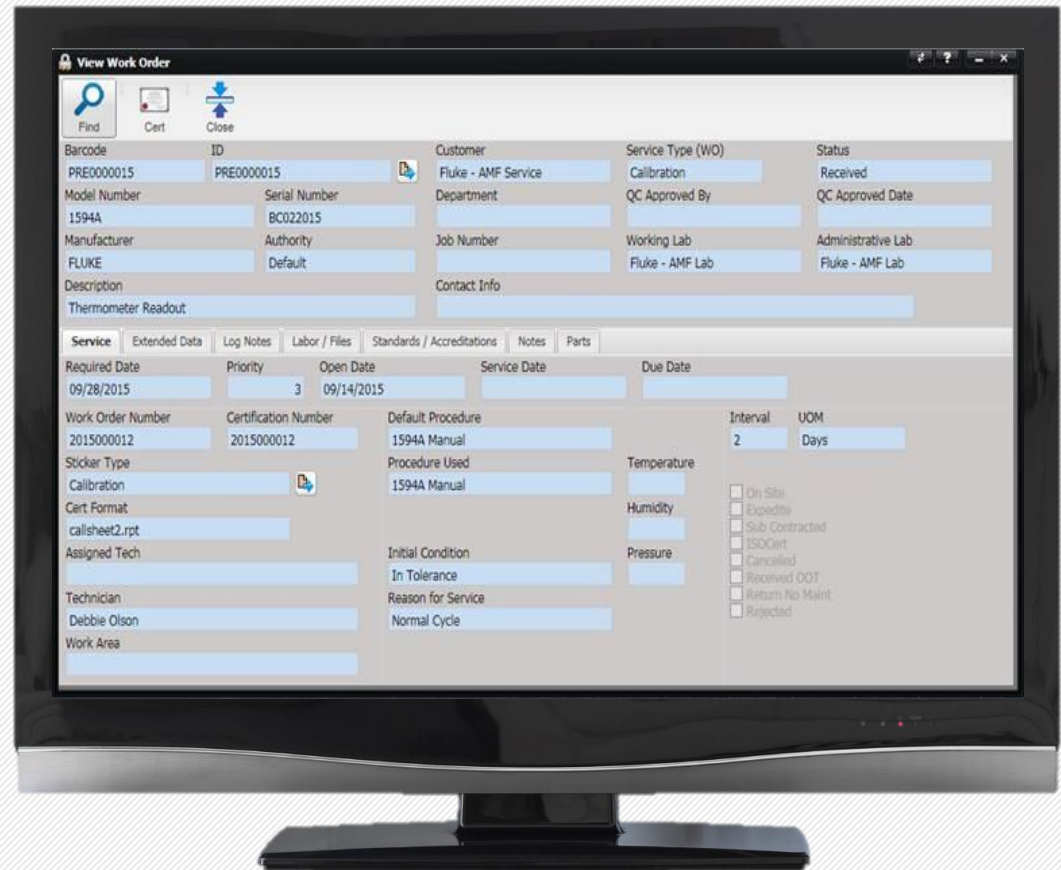 View Work Order
Find Cert Close
Barcode ID Customer Service Type (WO) Status
PRE0000015 PRE0000015 Fluke - AMF Service Calibration Received
Model Number Serial Number Department QC Approved By QC Approved Date
1594A BC022015
Manufacturer Authority Job Number Working Lab Administrative Lab
FLUKE Default Fluke - AMF Lab Fluke - AMF Lab
Description Contact Info
Thermometer Readout
Service Extended Data Log Notes Labor / Files Standards / Accreditations Notes Parts
Required Date Priority Open Date Service Date Due Date
09/28/2015 3 09/14/2015
Work Order Number Certification Number Default Procedure Interval UOM
2015000012 2015000012 1594A Manual 2 Days
Sticker Type Procedure Used Temperature
Calibration 1594A Manual
On Site
Cert Format Humidity Expedite
callsheet2.rpt Sub Contracted
ISOCert
Assigned Tech Initial Condition Pressure Cancelled
In Tolerance Received OOT
Technician Reason for Service Return No Maint
Debbie Olson Normal Cycle Rejected
Work Area